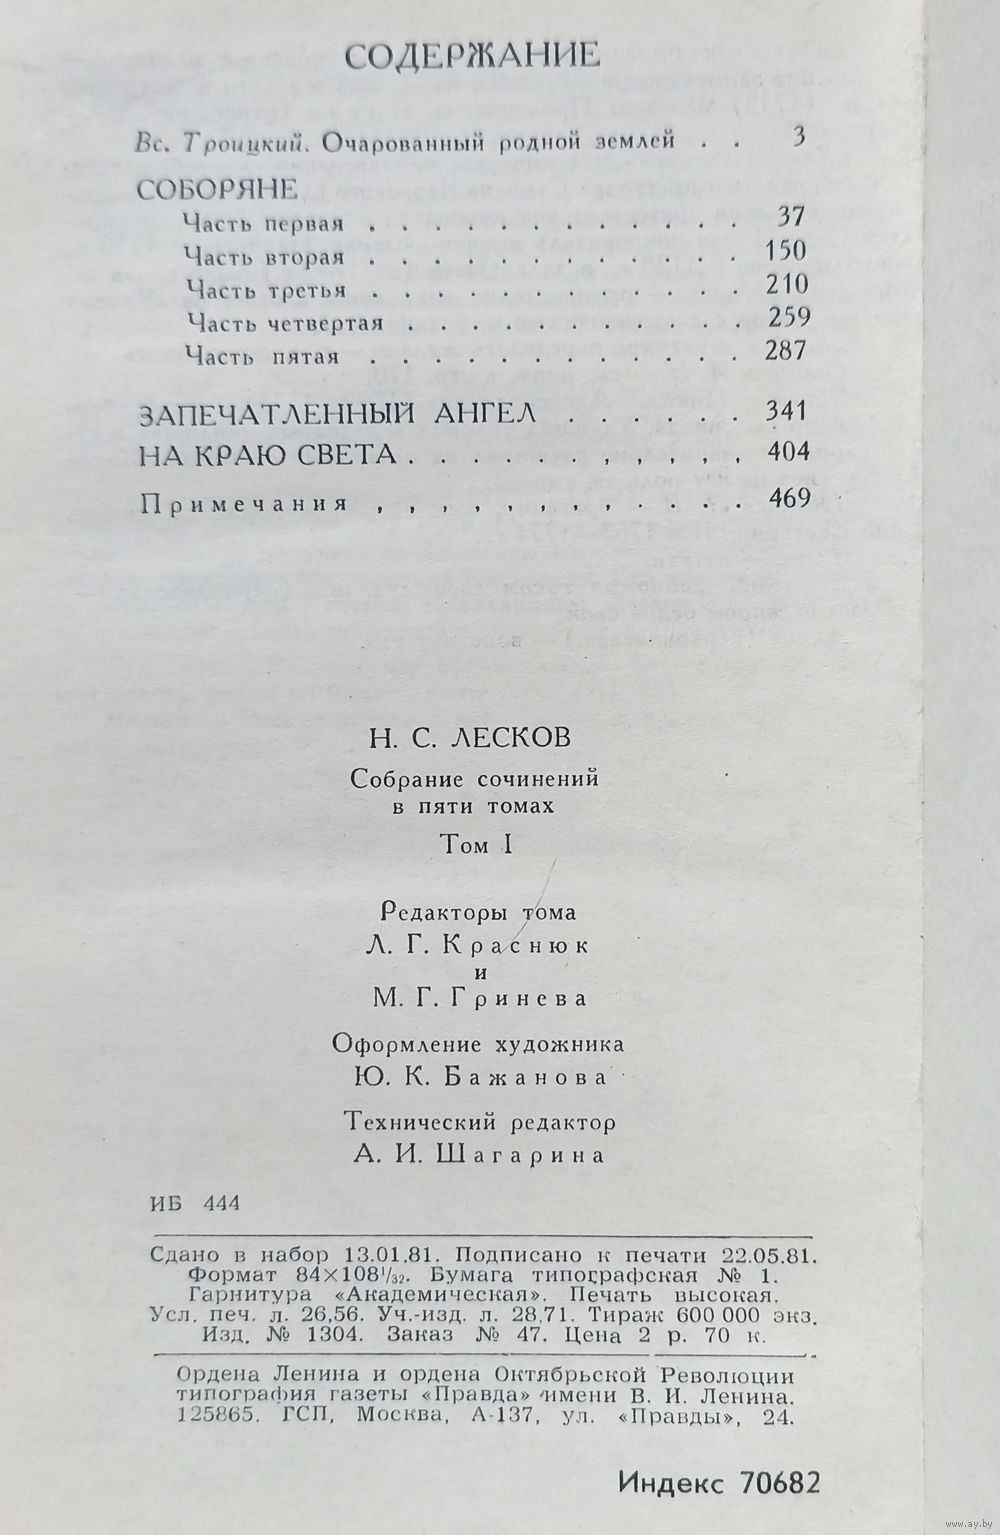 СОДЕРЖАНИЕ
Вс. Троицкий. Очарованный родной землей . . 3
СОБОРЯНЕ
Часть первая . . . . . . . . . . . . 37
Часть вторая . . . . . . . . . . . . 150
Часть третья . . . . . . . . . . . . 210
Часть четвертая . . . . . . . . . . . 259
Часть пятая . . . . . . . . . . . . 287
ЗАПЕЧАТЛЕННЫЙ АНГЕЛ . . . . . . 341
НА КРАЮ СВЕТА . . . . . . , , , , , 404
Примечания , , , , , , , , . . . . 469
Н. С. ЛЕСКОВ
Собрание сочинений
в пяти томах
Том I
Редакторы тома
Л. Г. Краснюк
и
М. Г. Гринева
Оформление художника
Ю. К. Бажанова
Технический редактор
А. И. Шагарина
ИБ 444
Сдано в набор 13.01.81. Подписано к печати 22.05.81.
Формат 84×108¹/₃₂. Бумага типографская № 1.
Гарнитура «Академическая». Печать высокая.
Усл. печ. л. 26,56. Уч.-изд. л. 28,71. Тираж 600 000 экз.
Изд. № 1304. Заказ № 47. Цена 2 р. 70 к.
Ордена Ленина и ордена Октябрьской Революции
типография газеты «Правда» имени В. И. Ленина.
125865. ГСП, Москва, А-137, ул. «Правды», 24.
Индекс 70682
www.ay.by